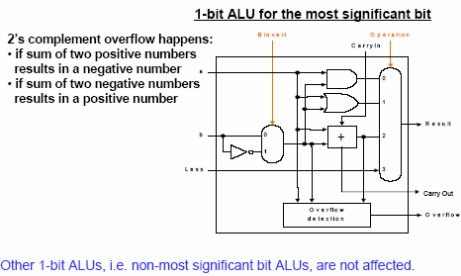 1-bit ALU for the most significant bit
2's complement overflow happens:
• if sum of two positive numbers
results in a negative number
• if sum of two negative numbers
results in a positive number
Binvert
Operation
CarryIn
a
0
1
Result
b
0
+
2
1
Less
3
Carry Out
Overflow
detection
Overflow
Other 1-bit ALUs, i.e. non-most significant bit ALUs, are not affected.